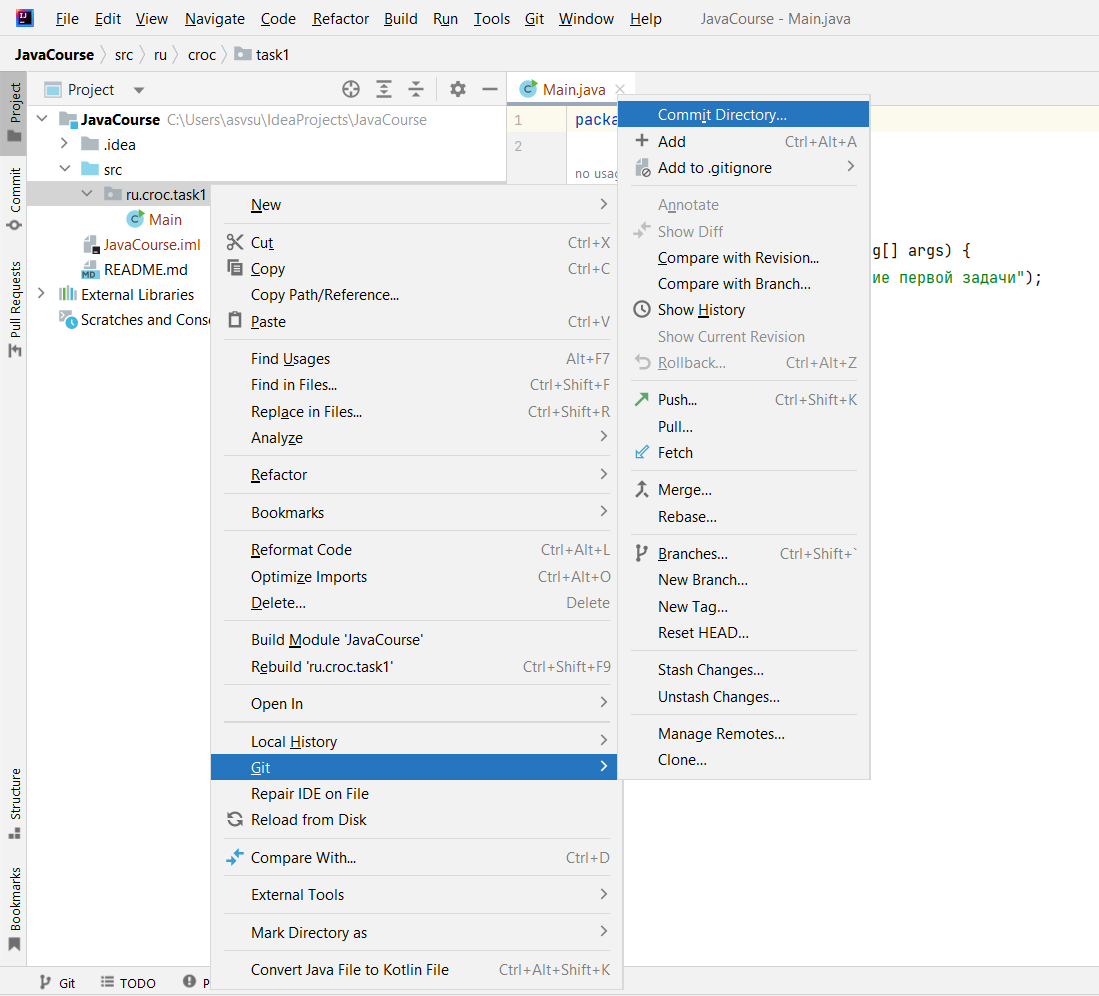 File Edit View Navigate Code Refactor Build Run Tools Git Window Help JavaCourse - Main.java
JavaCourse src ru croc task1
Project
Commit
Pull Requests
Structure
Bookmarks
Project
JavaCourse C:\Users\asvsu\IdeaProjects\JavaCourse
.idea
src
ru.croc.task1
Main
JavaCourse.iml
README.md
External Libraries
Scratches and Conso
Main.java
1 packa
2
no usag
g[] args) {
ие первой задачи");
New
Cut Ctrl+X
Copy Ctrl+C
Copy Path/Reference...
Paste Ctrl+V
Find Usages Alt+F7
Find in Files... Ctrl+Shift+F
Replace in Files... Ctrl+Shift+R
Analyze
Refactor
Bookmarks
Reformat Code Ctrl+Alt+L
Optimize Imports Ctrl+Alt+O
Delete... Delete
Build Module 'JavaCourse'
Rebuild 'ru.croc.task1' Ctrl+Shift+F9
Open In
Local History
Git
Repair IDE on File
Reload from Disk
Compare With... Ctrl+D
External Tools
Mark Directory as
Convert Java File to Kotlin File Ctrl+Alt+Shift+K
Commit Directory...
Add Ctrl+Alt+A
Add to .gitignore
Annotate
Show Diff
Compare with Revision...
Compare with Branch...
Show History
Show Current Revision
Rollback... Ctrl+Alt+Z
Push... Ctrl+Shift+K
Pull...
Fetch
Merge...
Rebase...
Branches... Ctrl+Shift+`
New Branch...
New Tag...
Reset HEAD...
Stash Changes...
Unstash Changes...
Manage Remotes...
Clone...
Git TODO P